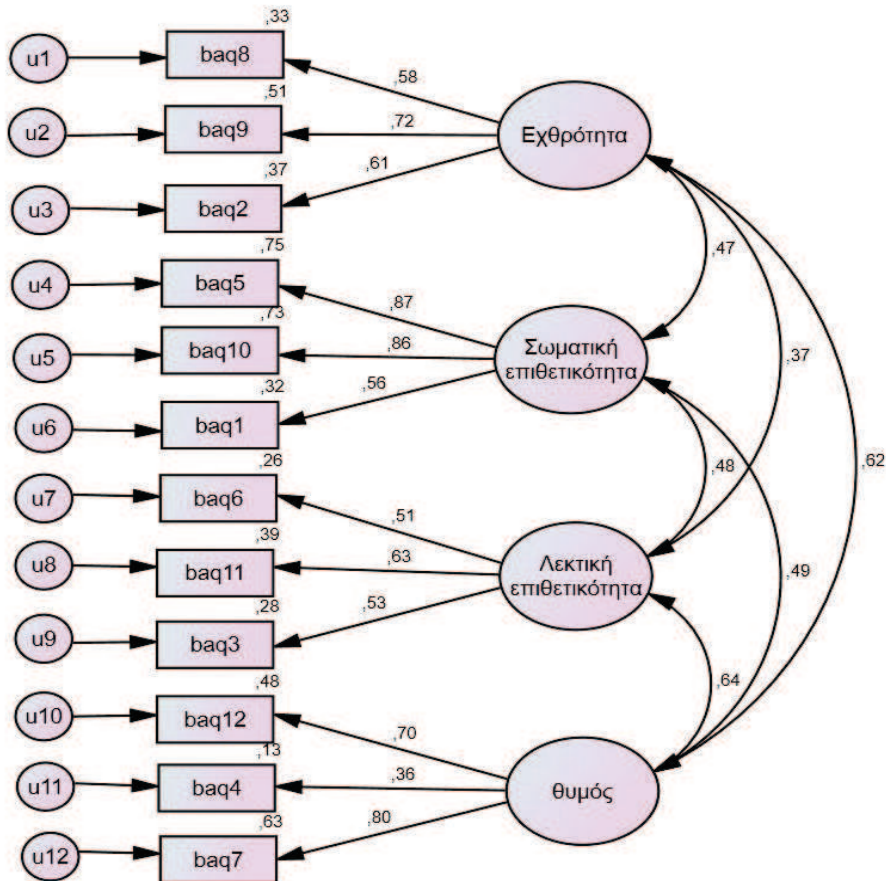 ,33
u1
baq8
,58
,51
u2
baq9
,72
Εχθρότητα
,37
,61
u3
baq2
,75
,47
u4
baq5
,87
,73
u5
baq10
,86
Σωματική
επιθετικότητα
,37
,32
,56
u6
baq1
,26
,48
,62
u7
baq6
,51
,39
u8
baq11
,63
Λεκτική
επιθετικότητα
,49
,28
,53
u9
baq3
,48
,64
u10
baq12
,70
,13
u11
baq4
,36
θυμός
,63
,80
u12
baq7